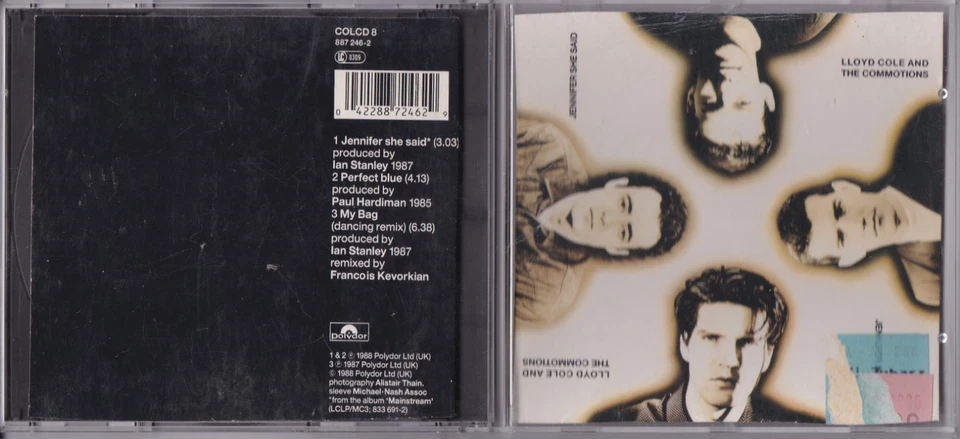 COLCD 8
887 246-2
LC 0309
0 42288 72462 9
1 Jennifer she said* (3.03)
produced by
Ian Stanley 1987
2 Perfect blue (4.13)
produced by
Paul Hardiman 1985
3 My Bag
(dancing remix) (6.38)
produced by
Ian Stanley 1987
remixed by
Francois Kevorkian
polydor
1 & 2 ℗ 1988 Polydor Ltd (UK)
3 ℗ 1987 Polydor Ltd (UK)
© 1988 Polydor Ltd (UK)
photography Alistair Thain.
sleeve Michael·Nash Assoc
*from the album 'Mainstream'
(LCLP/MC3; 833 691-2)
JENNIFER SHE SAID
LLOYD COLE AND
THE COMMOTIONS
LLOYD COLE AND
THE COMMOTIONS